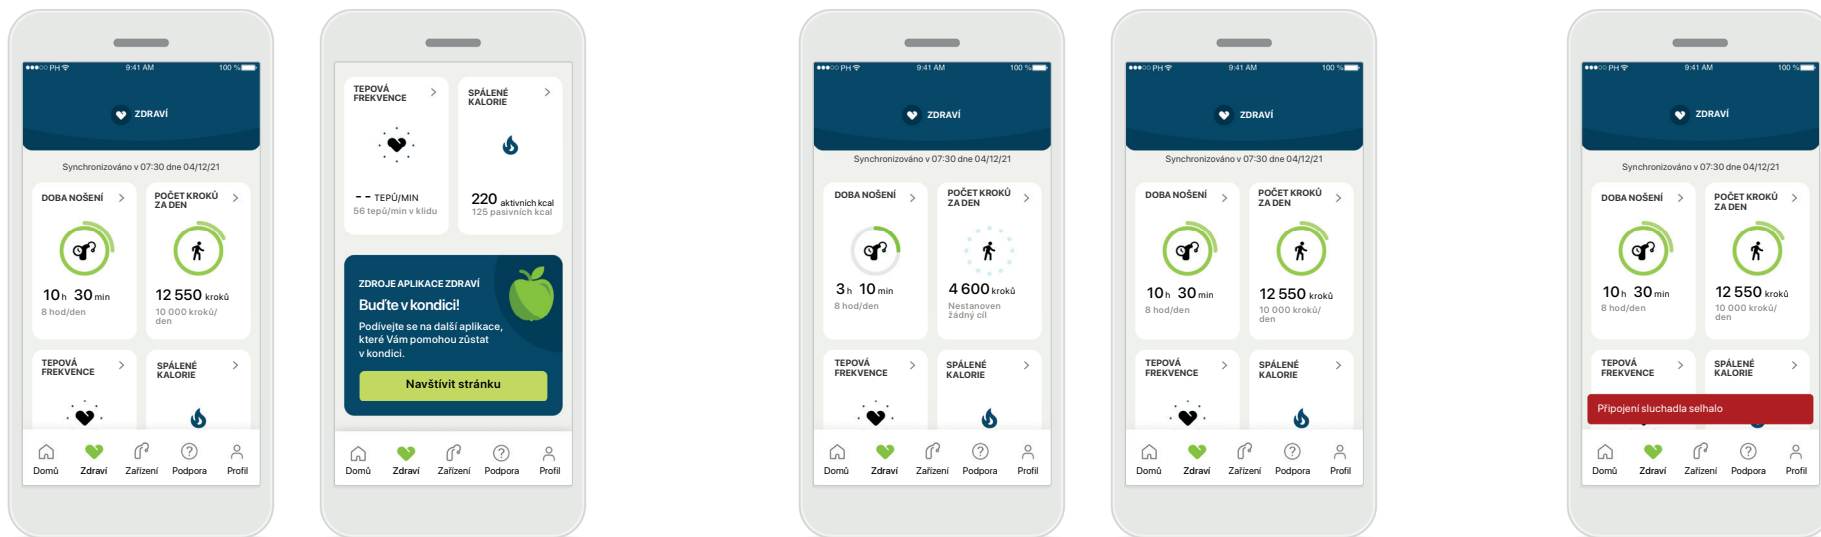 PH 9:41 AM 100 %
ZDRAVÍ
Synchronizováno v 07:30 dne 04/12/21
DOBA NOŠENÍ
10 h 30 min
8 hod/den
POČET KROKŮ
ZA DEN
12 550 kroků
10 000 kroků/
den
TEPOVÁ
FREKVENCE
SPÁLENÉ
KALORIE
Domů Zdraví Zařízení Podpora Profil
TEPOVÁ
FREKVENCE
-- TEPŮ/MIN
56 tepů/min v klidu
SPÁLENÉ
KALORIE
220 aktivních kcal
125 pasivních kcal
ZDROJE APLIKACE ZDRAVÍ
Buďte v kondici!
Podívejte se na další aplikace,
které Vám pomohou zůstat
v kondici.
Navštívit stránku
Domů Zdraví Zařízení Podpora Profil
PH 9:41 AM 100 %
ZDRAVÍ
Synchronizováno v 07:30 dne 04/12/21
DOBA NOŠENÍ
3 h 10 min
8 hod/den
POČET KROKŮ
ZA DEN
4 600 kroků
Nestanoven
žádný cíl
TEPOVÁ
FREKVENCE
SPÁLENÉ
KALORIE
Domů Zdraví Zařízení Podpora Profil
PH 9:41 AM 100 %
ZDRAVÍ
Synchronizováno v 07:30 dne 04/12/21
DOBA NOŠENÍ
10 h 30 min
8 hod/den
POČET KROKŮ
ZA DEN
12 550 kroků
10 000 kroků/
den
TEPOVÁ
FREKVENCE
SPÁLENÉ
KALORIE
Domů Zdraví Zařízení Podpora Profil
PH 9:41 AM 100 %
ZDRAVÍ
Synchronizováno v 07:30 dne 04/12/21
DOBA NOŠENÍ
10 h 30 min
8 hod/den
POČET KROKŮ
ZA DEN
12 550 kroků
10 000 kroků/
den
TEPOVÁ
FREKVENCE
SPÁLENÉ
KALORIE
Připojení sluchadla selhalo
Domů Zdraví Zařízení Podpora Profil